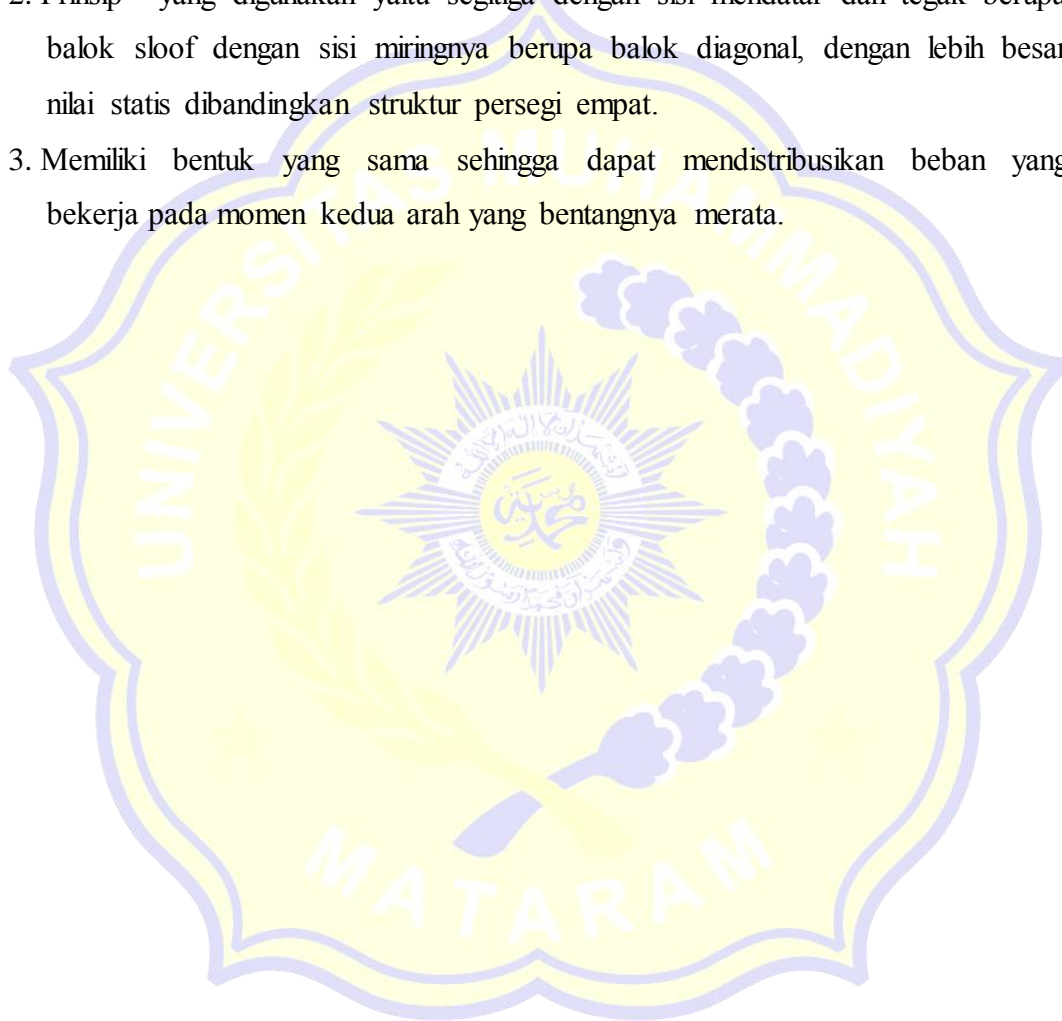 2. Prinsip yang digunakan yaitu segitiga dengan sisi mendatar dan tegak berupa
balok sloof dengan sisi miringnya berupa balok diagonal, dengan lebih besar
nilai statis dibandingkan struktur persegi empat.
3. Memiliki bentuk yang sama sehingga dapat mendistribusikan beban yang
bekerja pada momen kedua arah yang bentangnya merata.
UNIVERSITAS MUHAMMADIYAH
MATARAM